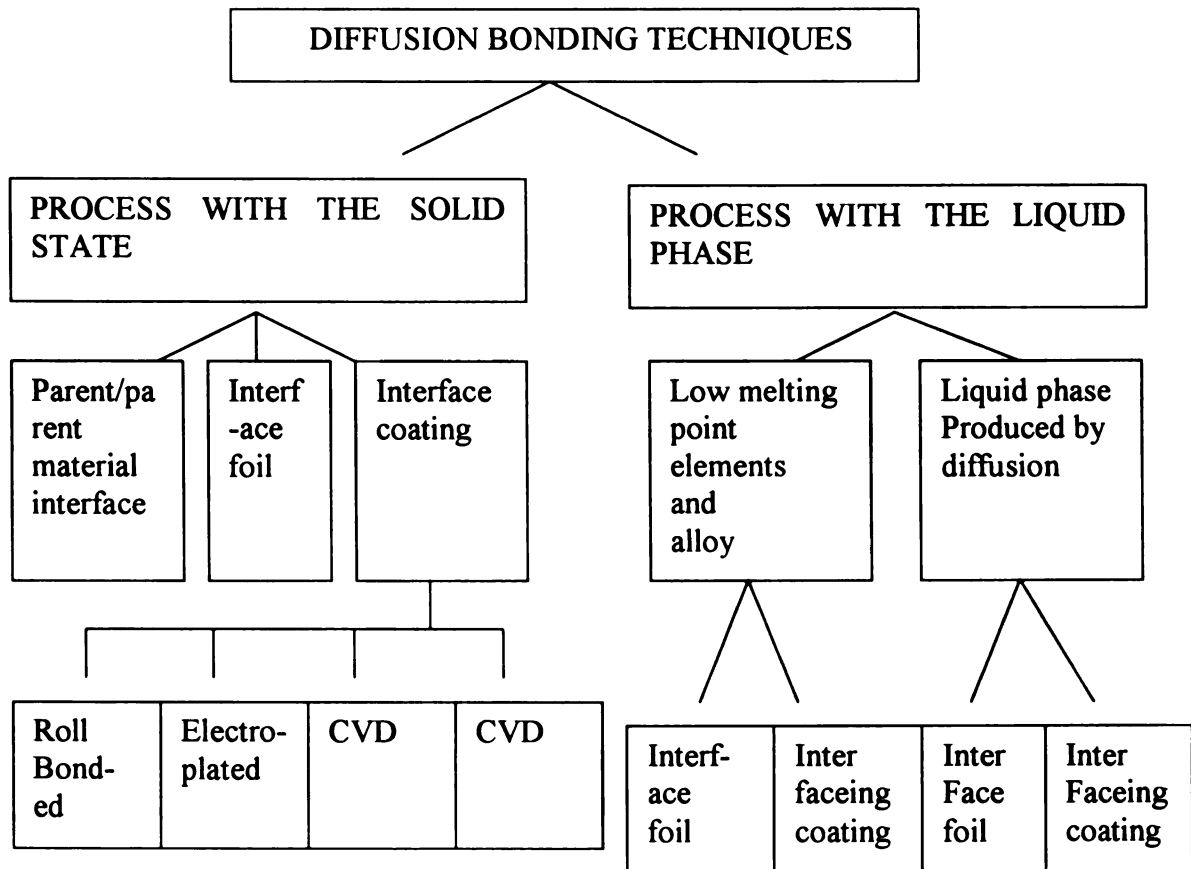 DIFFUSION BONDING TECHNIQUES
PROCESS WITH THE SOLID
STATE
PROCESS WITH THE LIQUID
PHASE
Parent/pa
rent
material
interface
Interf
-ace
foil
Interface
coating
Low melting
point
elements
and
alloy
Liquid phase
Produced by
diffusion
Roll
Bond-
ed
Electro-
plated
CVD
CVD
Interf-
ace
foil
Inter
faceing
coating
Inter
Face
foil
Inter
Faceing
coating